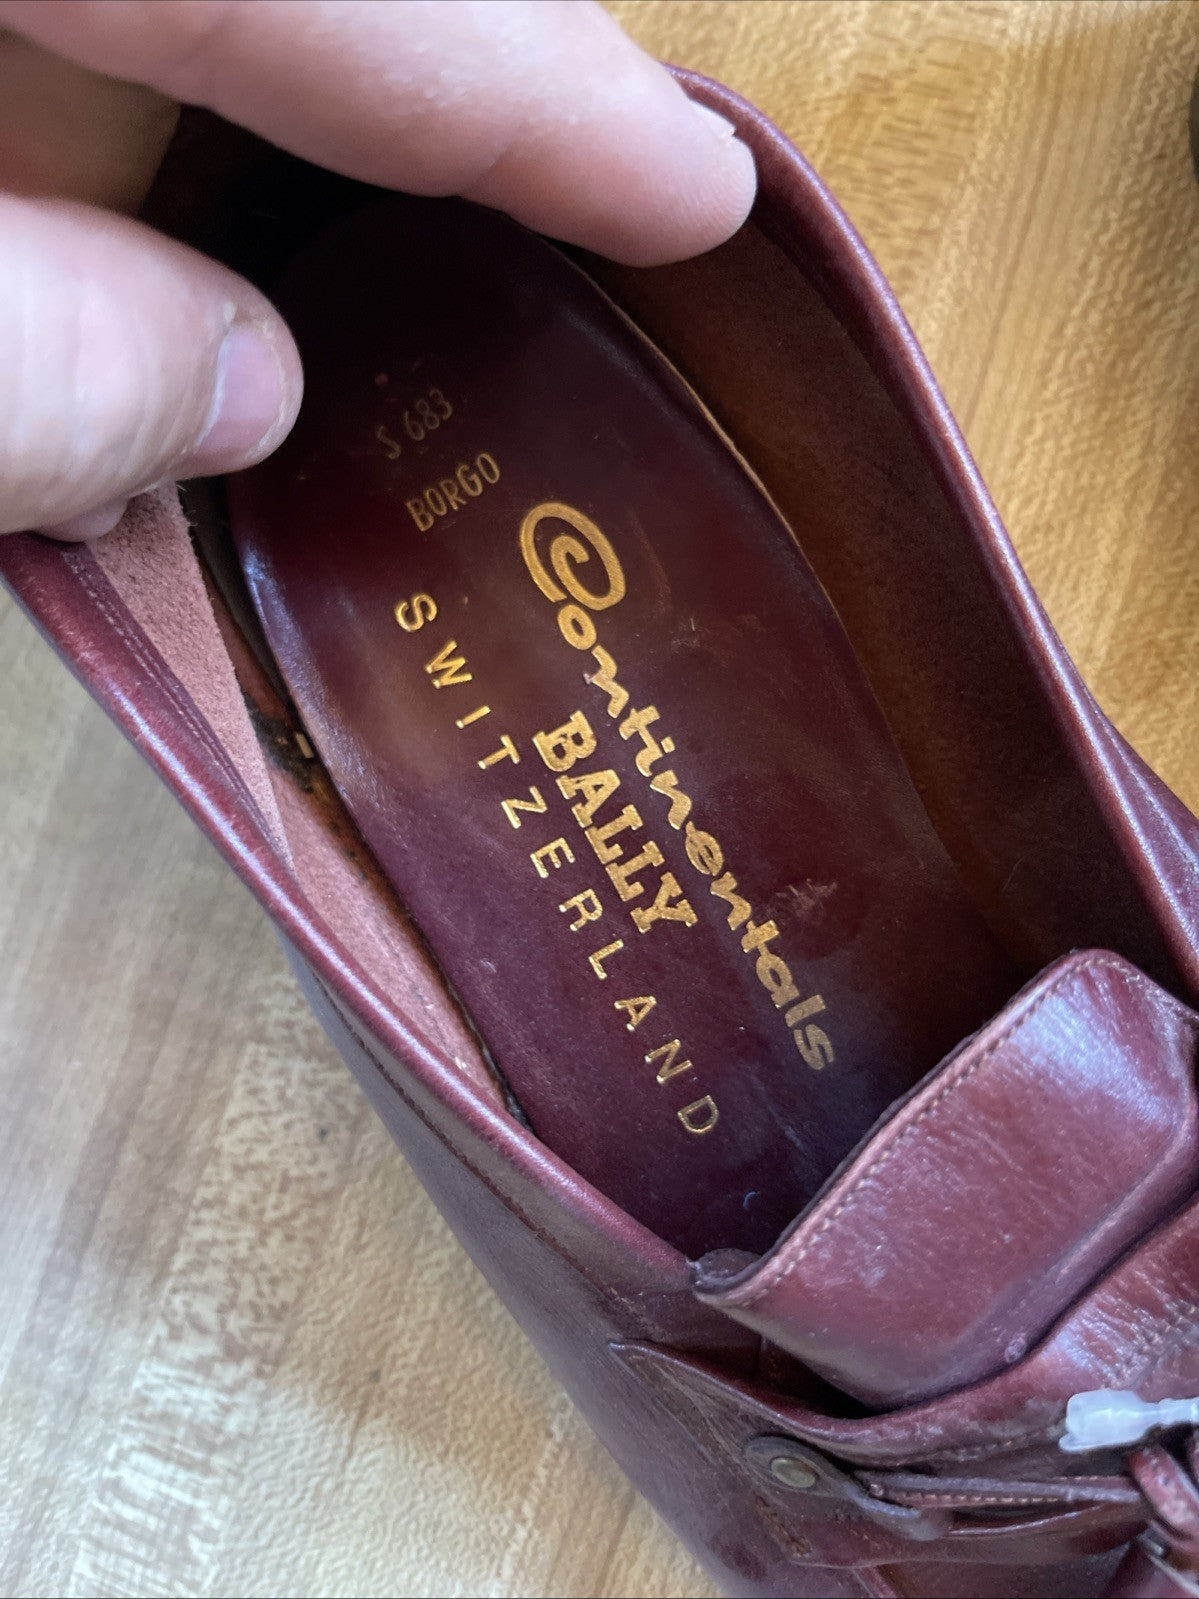 S 683
BORGO
Continentals
BALLY
SWITZERLAND